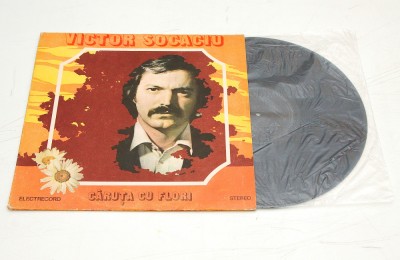 VICTOR SOCACIU
CĂRUȚA CU FLORI
ELECTRECORD
STEREO